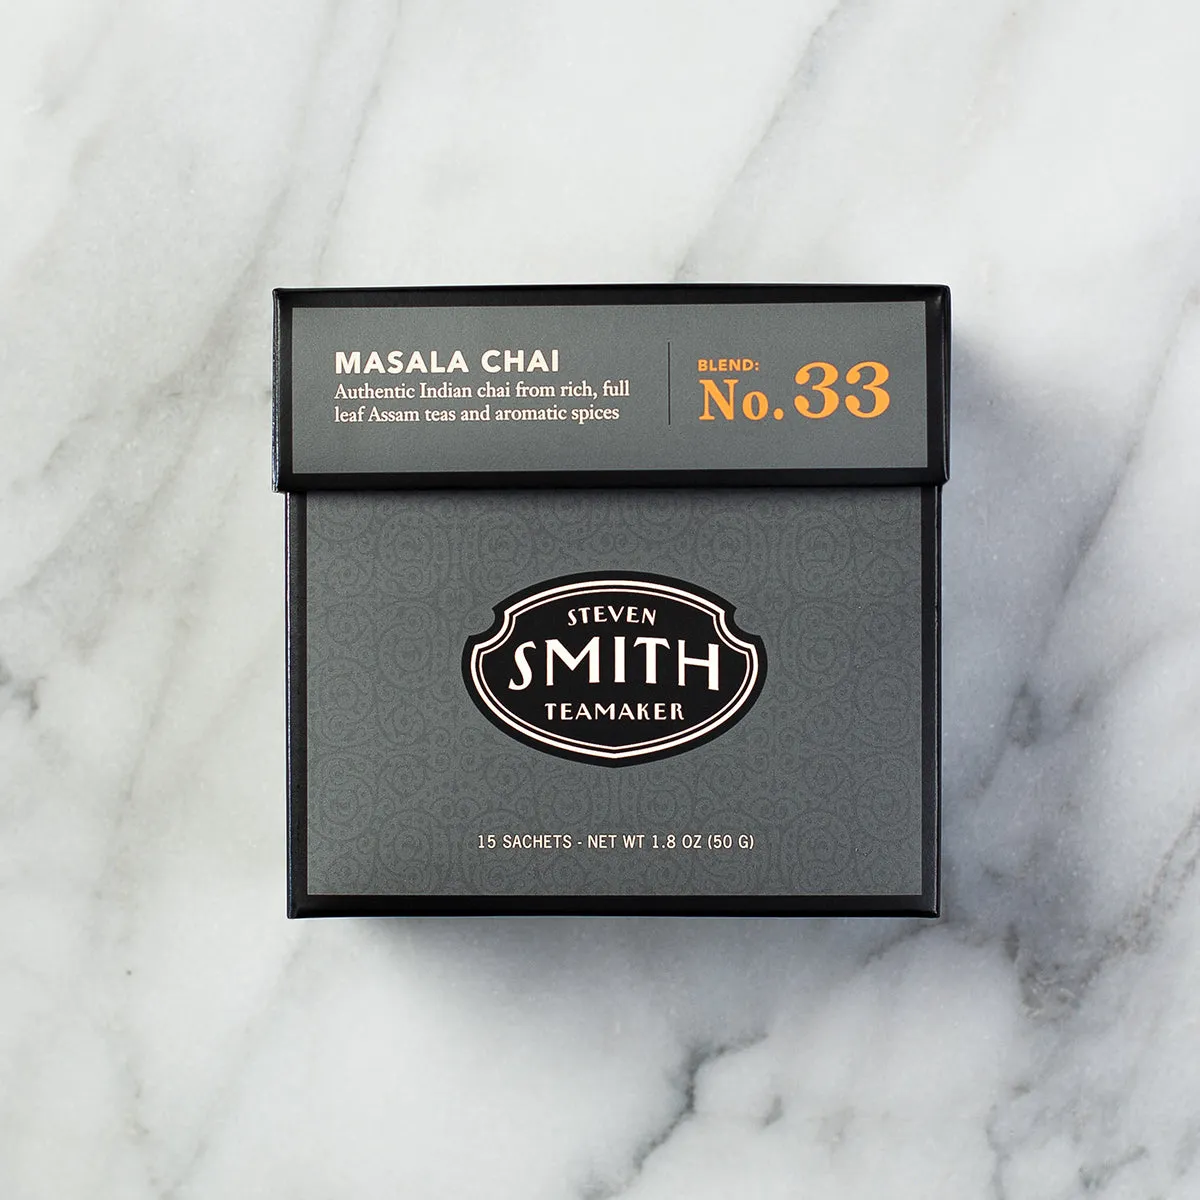 MASALA CHAI
Authentic Indian chai from rich, full
leaf Assam teas and aromatic spices
BLEND:
No. 33
STEVEN
SMITH
TEAMAKER
15 SACHETS - NET WT 1.8 OZ (50 G)